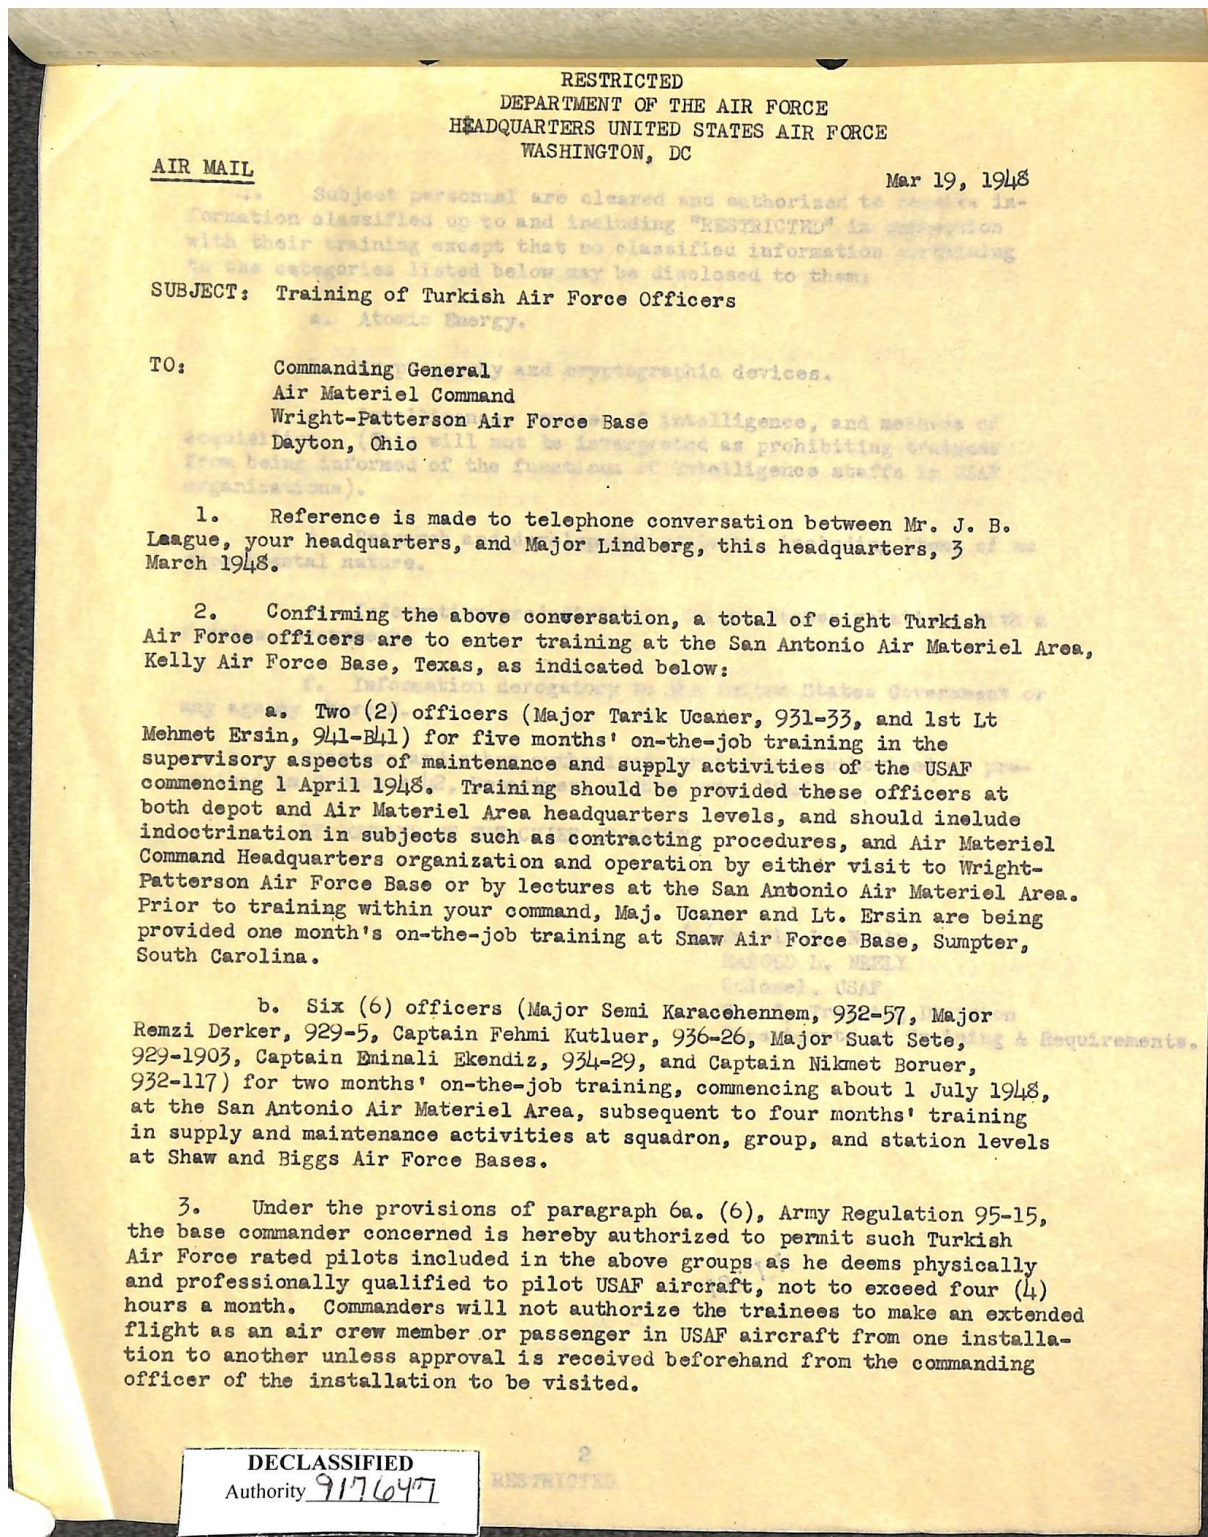 RESTRICTED
DEPARTMENT OF THE AIR FORCE
HEADQUARTERS UNITED STATES AIR FORCE
WASHINGTON, DC
AIR MAIL
Mar 19, 1948
SUBJECT: Training of Turkish Air Force Officers
TO: Commanding General
Air Materiel Command
Wright-Patterson Air Force Base
Dayton, Ohio
1. Reference is made to telephone conversation between Mr. J. B.
League, your headquarters, and Major Lindberg, this headquarters, 3
March 1948.
2. Confirming the above conversation, a total of eight Turkish
Air Force officers are to enter training at the San Antonio Air Materiel Area,
Kelly Air Force Base, Texas, as indicated below:
a. Two (2) officers (Major Tarik Ucaner, 931-33, and 1st Lt
Mehmet Ersin, 941-B41) for five months' on-the-job training in the
supervisory aspects of maintenance and supply activities of the USAF
commencing 1 April 1948. Training should be provided these officers at
both depot and Air Materiel Area headquarters levels, and should include
indoctrination in subjects such as contracting procedures, and Air Materiel
Command Headquarters organization and operation by either visit to Wright-
Patterson Air Force Base or by lectures at the San Antonio Air Materiel Area.
Prior to training within your command, Maj. Ucaner and Lt. Ersin are being
provided one month's on-the-job training at Snaw Air Force Base, Sumpter,
South Carolina.
b. Six (6) officers (Major Semi Karacehennem, 932-57, Major
Remzi Derker, 929-5, Captain Fehmi Kutluer, 936-26, Major Suat Sete,
929-1903, Captain Eminali Ekendiz, 934-29, and Captain Nikmet Boruer,
932-117) for two months' on-the-job training, commencing about 1 July 1948,
at the San Antonio Air Materiel Area, subsequent to four months' training
in supply and maintenance activities at squadron, group, and station levels
at Shaw and Biggs Air Force Bases.
3. Under the provisions of paragraph 6a. (6), Army Regulation 95-15,
the base commander concerned is hereby authorized to permit such Turkish
Air Force rated pilots included in the above groups as he deems physically
and professionally qualified to pilot USAF aircraft, not to exceed four (4)
hours a month. Commanders will not authorize the trainees to make an extended
flight as an air crew member or passenger in USAF aircraft from one installa-
tion to another unless approval is received beforehand from the commanding
officer of the installation to be visited.
2
RESTRICTED
DECLASSIFIED
Authority 917647